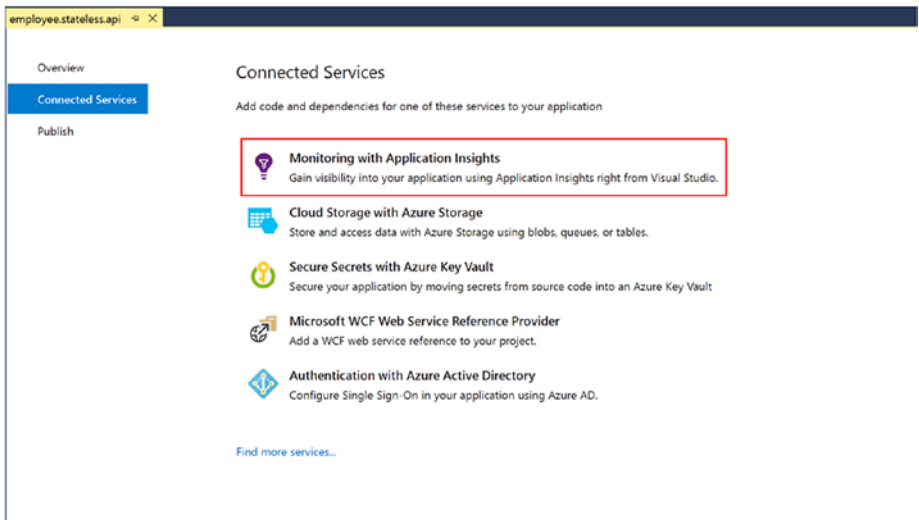 employee.stateless.api
Overview
Connected Services
Publish
Connected Services
Add code and dependencies for one of these services to your application
Monitoring with Application Insights
Gain visibility into your application using Application Insights right from Visual Studio.
Cloud Storage with Azure Storage
Store and access data with Azure Storage using blobs, queues, or tables.
Secure Secrets with Azure Key Vault
Secure your application by moving secrets from source code into an Azure Key Vault
Microsoft WCF Web Service Reference Provider
Add a WCF web service reference to your project.
Authentication with Azure Active Directory
Configure Single Sign-On in your application using Azure AD.
Find more services...